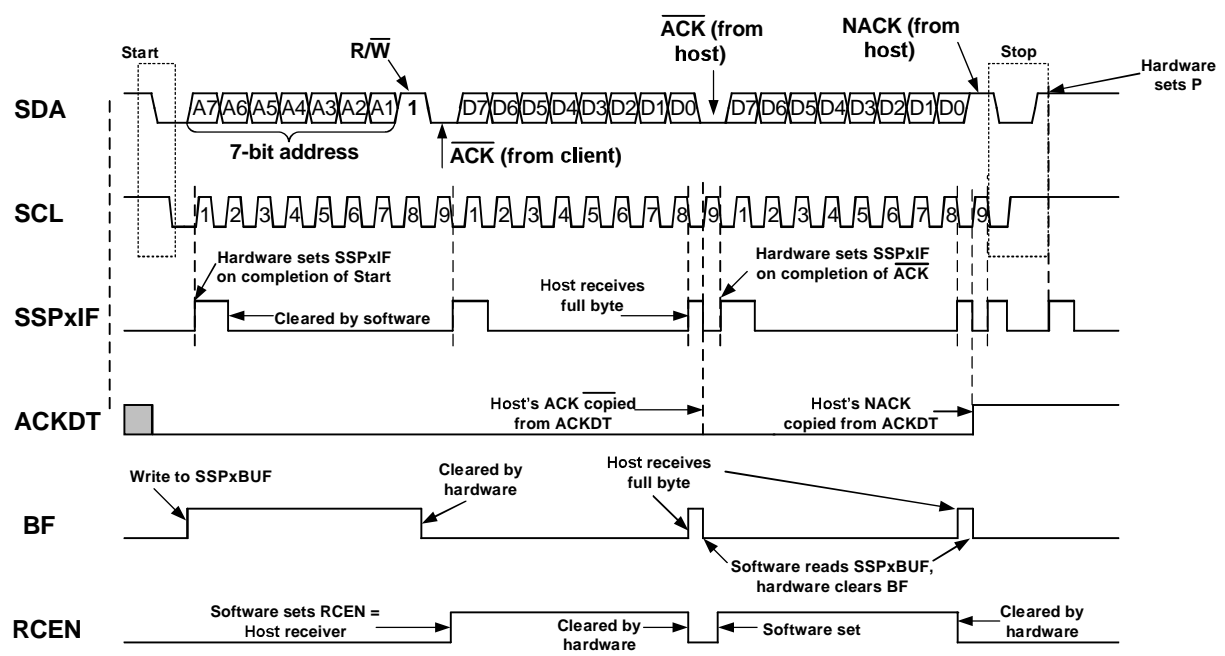 Start
R/W
ACK (from
host)
NACK (from
host)
Stop
Hardware
sets P
SDA
A7 A6 A5 A4 A3 A2 A1 1 D7 D6 D5 D4 D3 D2 D1 D0 D7 D6 D5 D4 D3 D2 D1 D0
7-bit address
ACK (from client)
SCL
1 2 3 4 5 6 7 8 9 1 2 3 4 5 6 7 8 9 1 2 3 4 5 6 7 8 9
Hardware sets SSPxIF
on completion of Start
Hardware sets SSPxIF
on completion of ACK
Host receives
full byte
SSPxIF
Cleared by software
Host's ACK copied
from ACKDT
Host's NACK
copied from ACKDT
ACKDT
Write to SSPxBUF
Cleared by
hardware
Host receives
full byte
BF
Software reads SSPxBUF,
hardware clears BF
RCEN
Software sets RCEN =
Host receiver
Cleared by
hardware
Software set
Cleared by
hardware